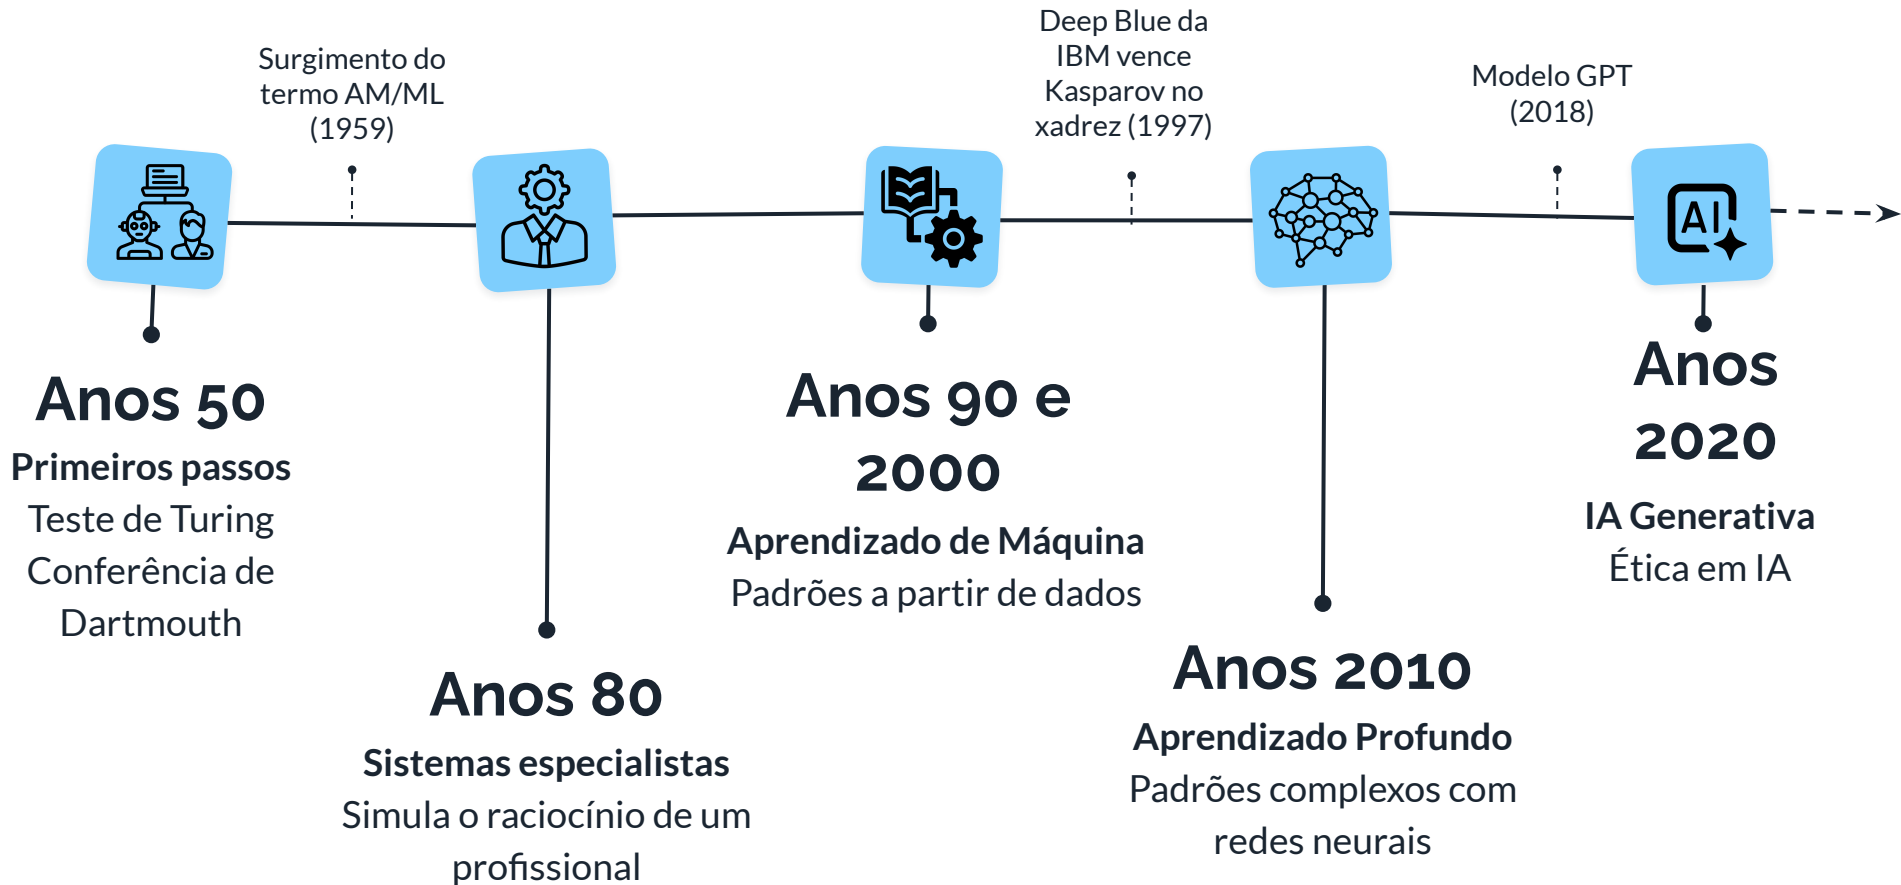 Surgimento do
termo AM/ML
(1959)
Deep Blue da
IBM vence
Kasparov no
xadrez (1997)
Modelo GPT
(2018)
AI
Anos 50
Primeiros passos
Teste de Turing
Conferência de
Dartmouth
Anos 80
Sistemas especialistas
Simula o raciocínio de um
profissional
Anos 90 e
2000
Aprendizado de Máquina
Padrões a partir de dados
Anos 2010
Aprendizado Profundo
Padrões complexos com
redes neurais
Anos
2020
IA Generativa
Ética em IA